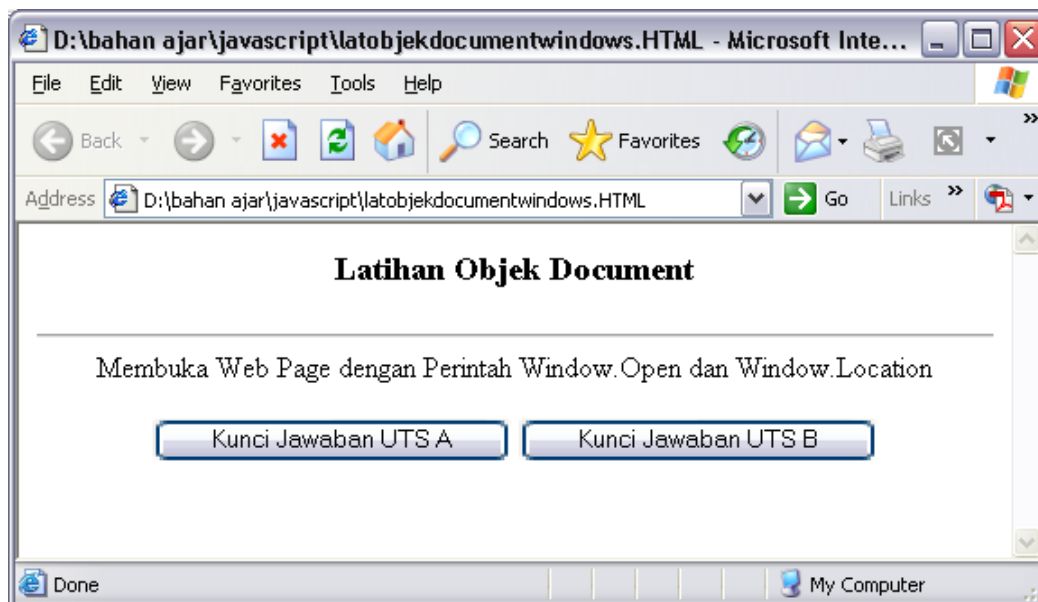 D:\bahan ajar\javascript\latobjekdocumentwindows.HTML - Microsoft Inte...
File Edit View Favorites Tools Help
Back Search Favorites »
Address D:\bahan ajar\javascript\latobjekdocumentwindows.HTML Go Links »
Latihan Objek Document
Membuka Web Page dengan Perintah Window.Open dan Window.Location
Kunci Jawaban UTS A Kunci Jawaban UTS B
Done My Computer